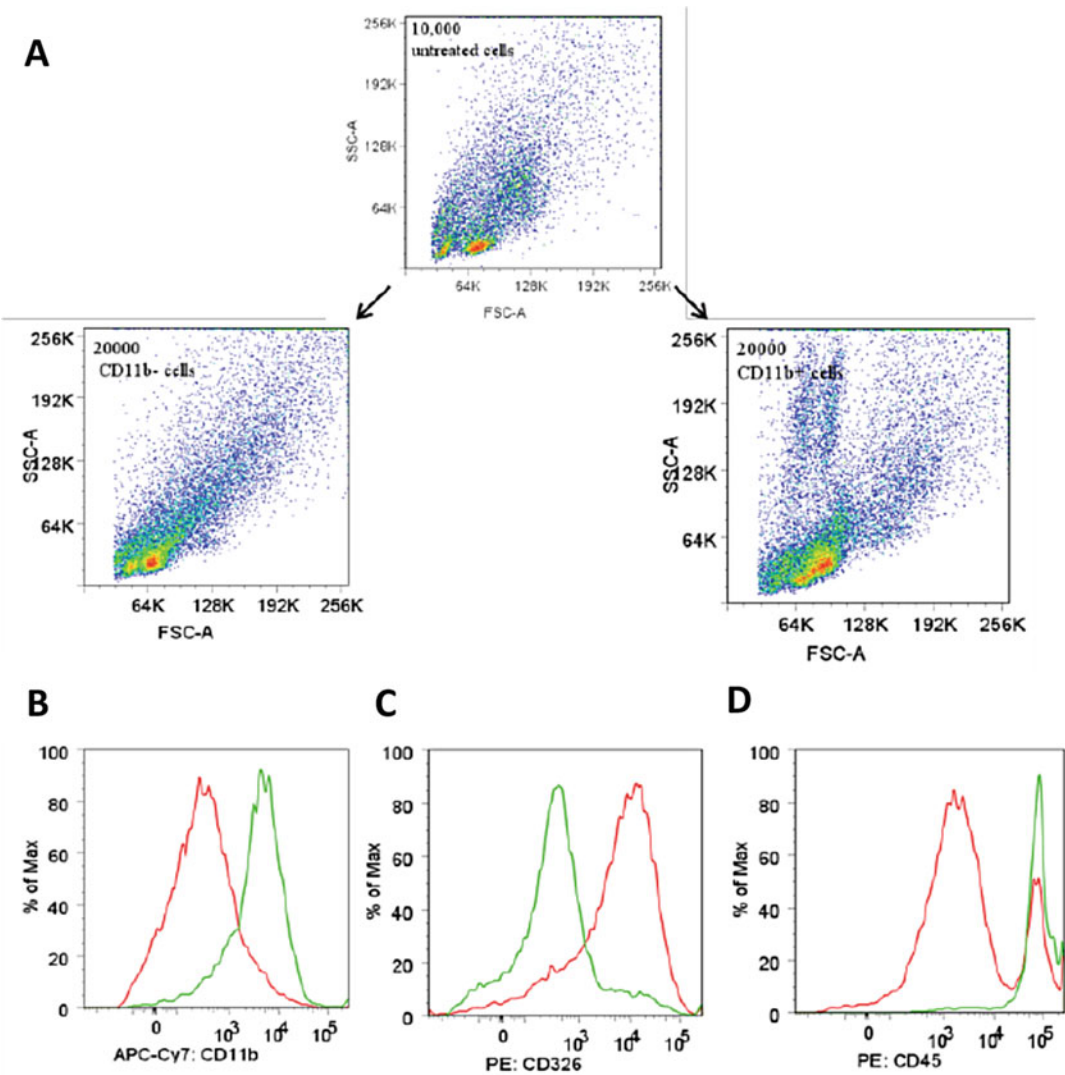 A
10,000
untreated cells
256K
192K
128K
64K
SSC-A
64K 128K 192K 256K
FSC-A
20000
CD11b- cells
256K
192K
128K
64K
SSC-A
64K 128K 192K 256K
FSC-A
20000
CD11b+ cells
256K
192K
128K
64K
SSC-A
64K 128K 192K 256K
FSC-A
B
100
80
60
40
20
0
% of Max
0 10³ 10⁴ 10⁵
APC-Cy7: CD11b
C
100
80
60
40
20
0
% of Max
0 10³ 10⁴ 10⁵
PE: CD326
D
100
80
60
40
20
0
% of Max
0 10³ 10⁴ 10⁵
PE: CD45